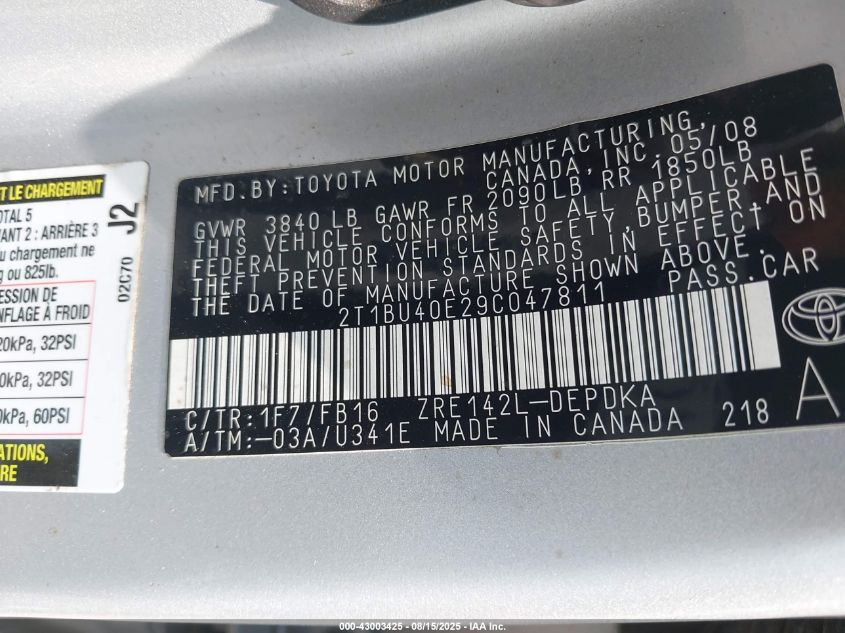 ET LE CHARGEMENT
OTAL 5
ANT 2 : ARRIÈRE 3
u chargement ne
g ou 825lb.
ESSION DE
NFLAGE À FROID
20kPa, 32PSI
0kPa, 32PSI
0kPa, 60PSI
ATIONS,
RE
J2
02C70
MFD.BY:TOYOTA MOTOR MANUFACTURING,
CANADA, INC. 05/08
GVWR 3840 LB GAWR FR 2090LB RR 1850LB
THIS VEHICLE CONFORMS TO ALL APPLICABLE
FEDERAL MOTOR VEHICLE SAFETY,BUMPER,AND
THEFT PREVENTION STANDARDS IN EFFECT ON
THE DATE OF MANUFACTURE SHOWN ABOVE.
2T1BU40E29C047811 PASS.CAR
C/TR:1F7/FB16 ZRE142L-DEPDKA
A/TM:-03A/U341E MADE IN CANADA 218
A
000-43003425 - 08/15/2025 - IAA Inc.